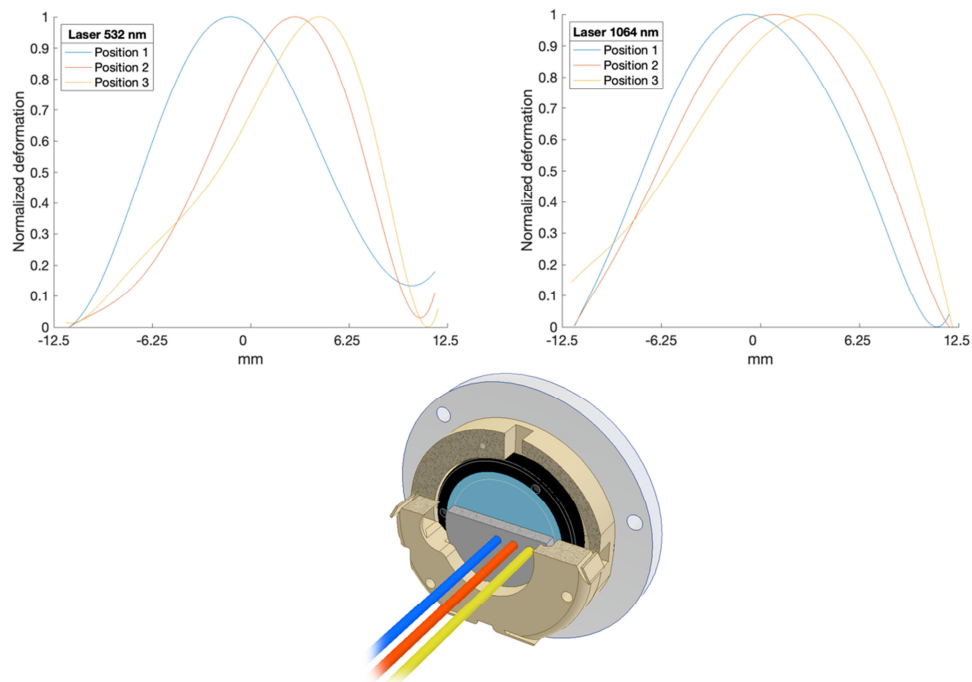 Laser 532 nm
Position 1
Position 2
Position 3
Normalized deformation
1
0.9
0.8
0.7
0.6
0.5
0.4
0.3
0.2
0.1
0
-12.5
-6.25
0
6.25
12.5
mm
Laser 1064 nm
Position 1
Position 2
Position 3
Normalized deformation
1
0.9
0.8
0.7
0.6
0.5
0.4
0.3
0.2
0.1
0
-12.5
-6.25
0
6.25
12.5
mm